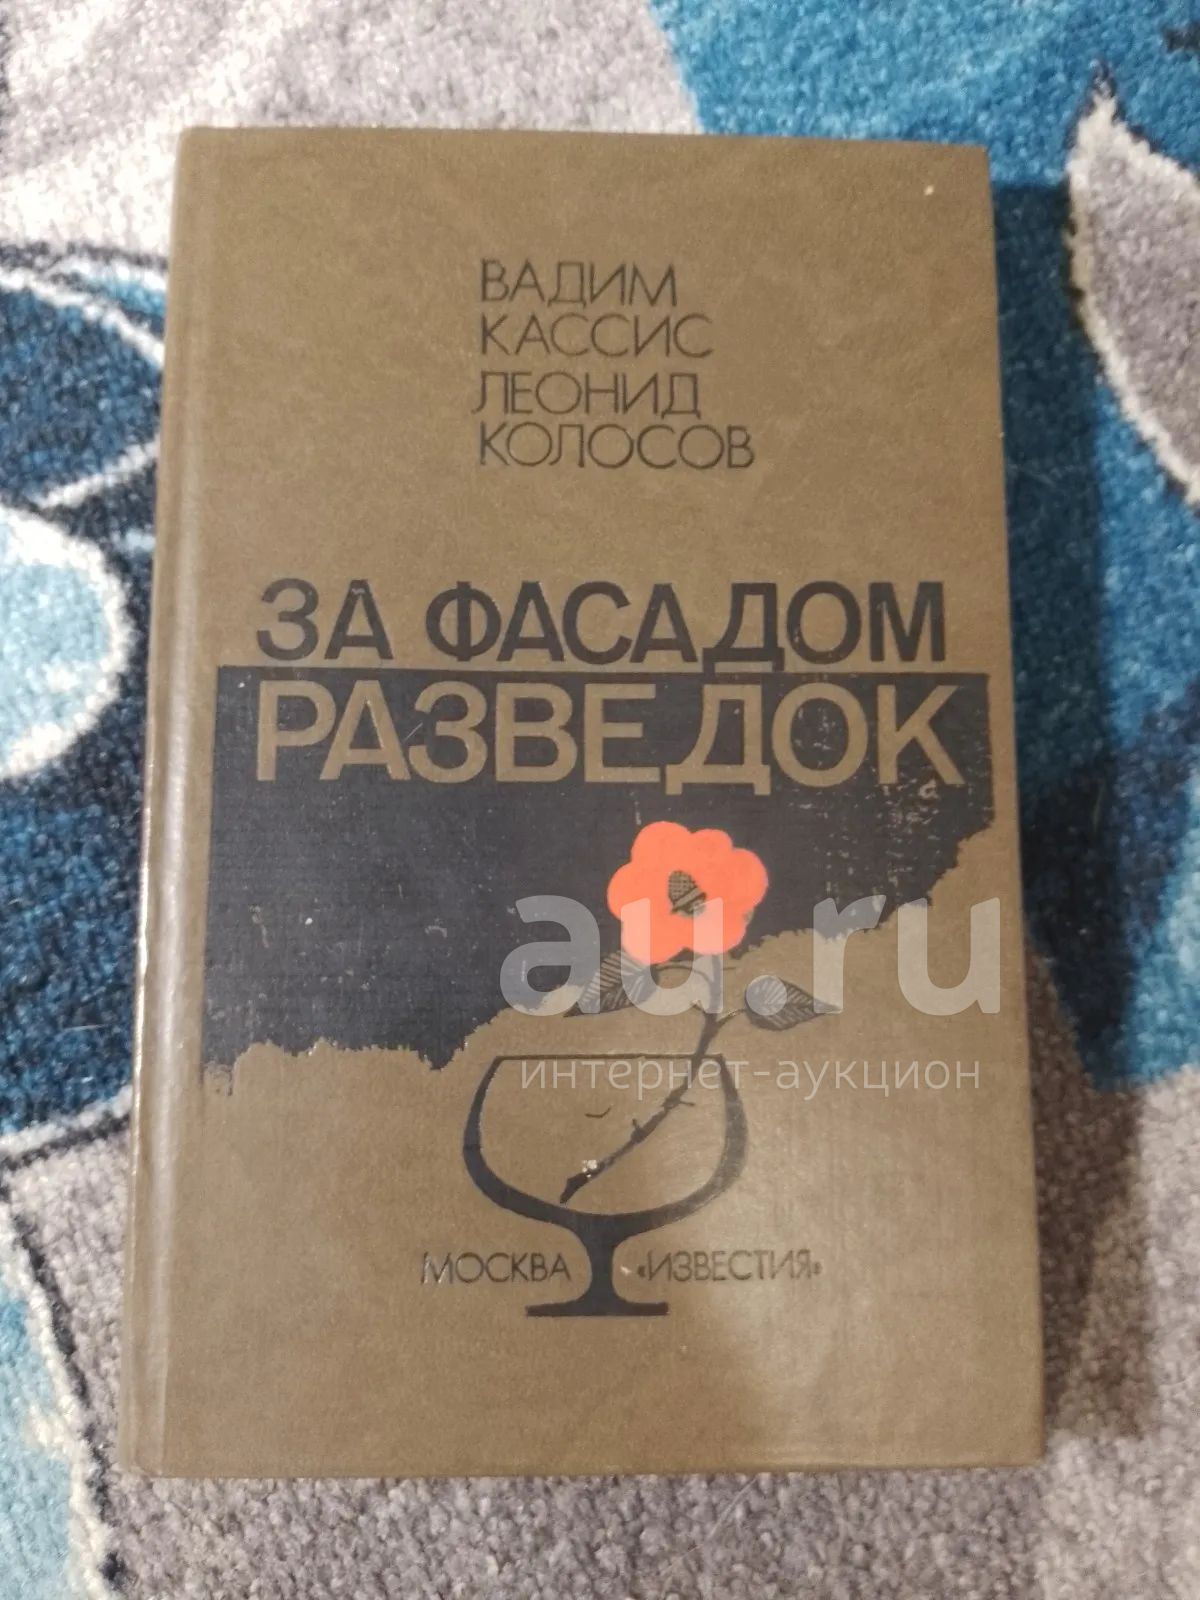 ВАДИМ
КАССИС
ЛЕОНИД
КОЛОСОВ
ЗА ФАСАДОМ
РАЗВЕДОК
au.ru
интернет-аукцион
МОСКВА «ИЗВЕСТИЯ»